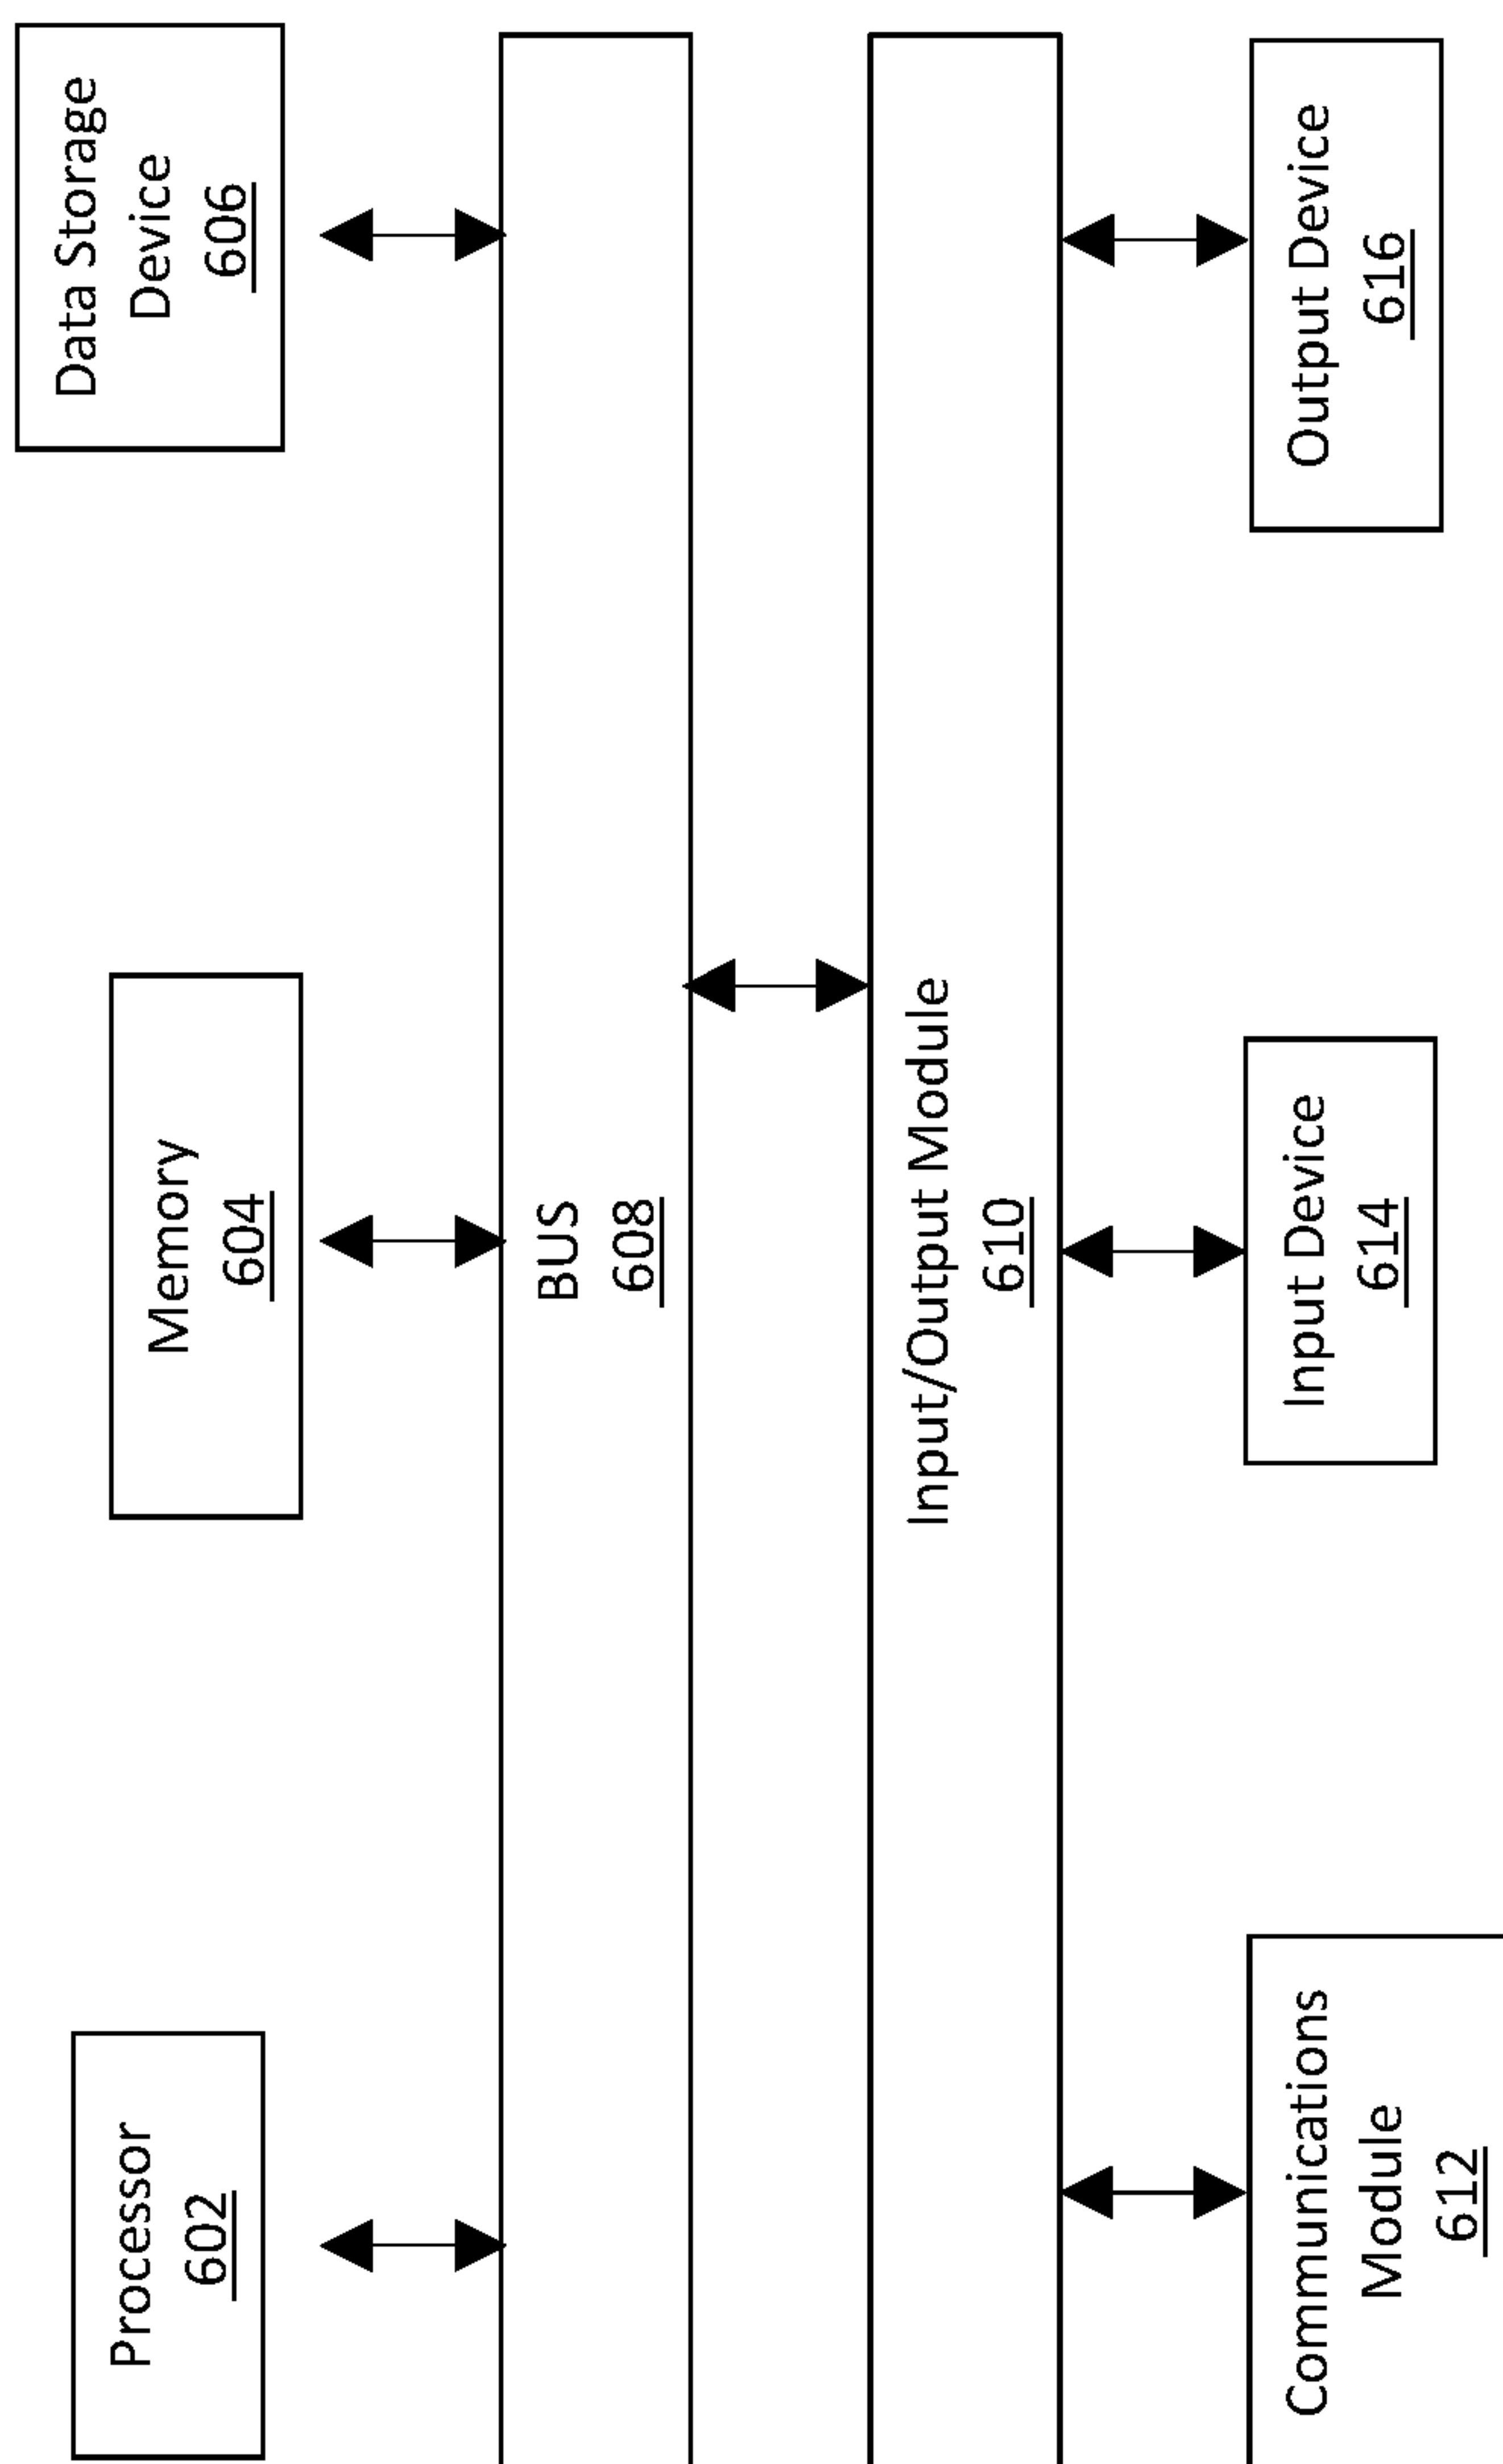 Processor
602
Memory
604
Data Storage
Device
606
BUS
608
Input/Output Module
610
Communications
Module
612
Input Device
614
Output Device
616